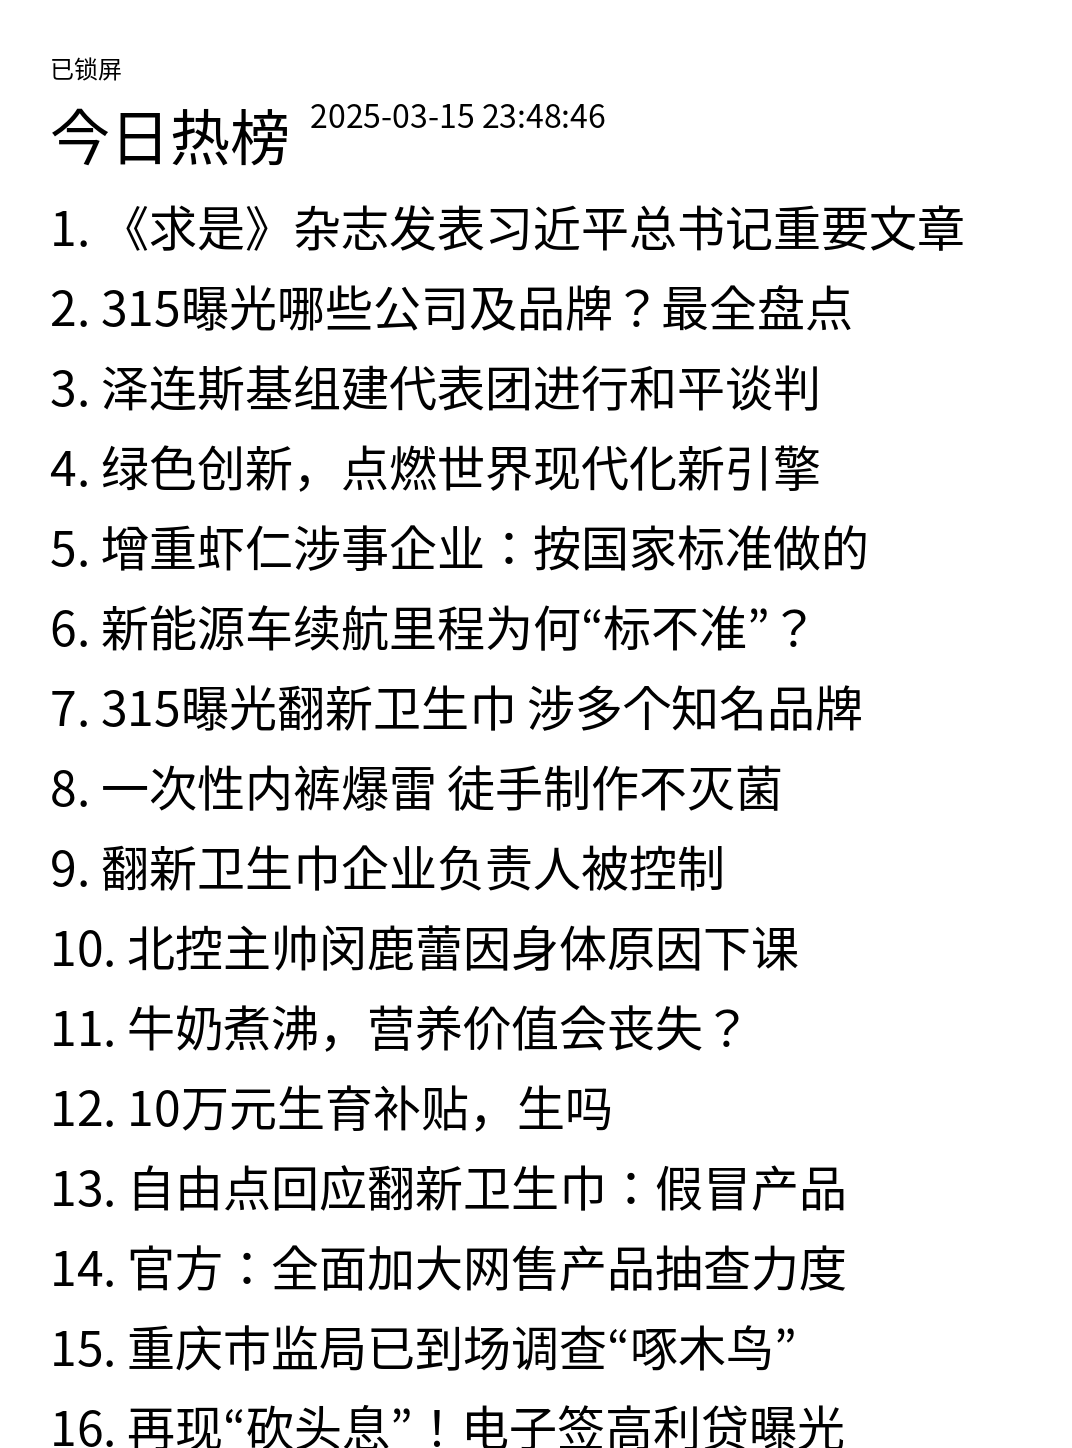 已锁屏
今日热榜 2025-03-15 23:48:46
1. 《求是》杂志发表习近平总书记重要文章
2. 315曝光哪些公司及品牌？最全盘点
3. 泽连斯基组建代表团进行和平谈判
4. 绿色创新，点燃世界现代化新引擎
5. 增重虾仁涉事企业：按国家标准做的
6. 新能源车续航里程为何“标不准”？
7. 315曝光翻新卫生巾 涉多个知名品牌
8. 一次性内裤爆雷 徒手制作不灭菌
9. 翻新卫生巾企业负责人被控制
10. 北控主帅闵鹿蕾因身体原因下课
11. 牛奶煮沸，营养价值会丧失？
12. 10万元生育补贴，生吗
13. 自由点回应翻新卫生巾：假冒产品
14. 官方：全面加大网售产品抽查力度
15. 重庆市监局已到场调查“啄木鸟”
16. 再现“砍头息”！电子签高利贷曝光